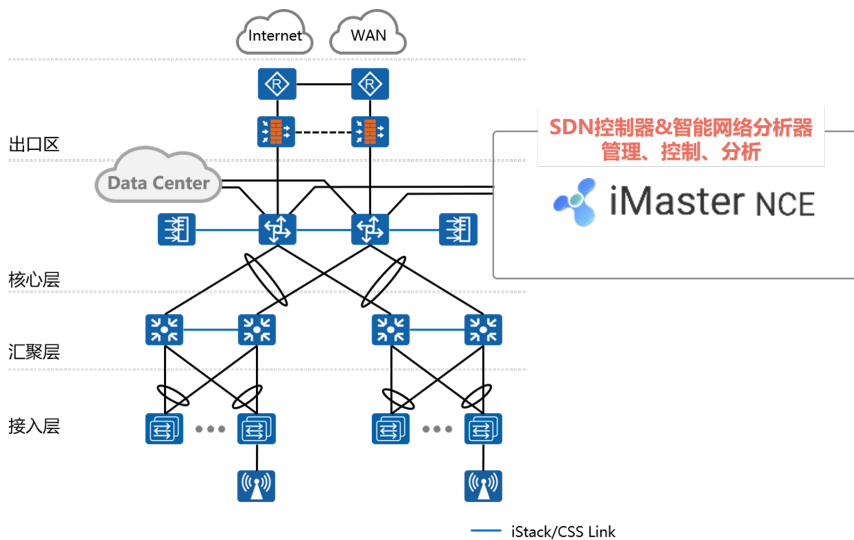 Internet
WAN
R
R
出口区
SDN控制器&智能网络分析器
管理、控制、分析
Data Center
iMaster NCE
核心层
汇聚层
接入层
iStack/CSS Link